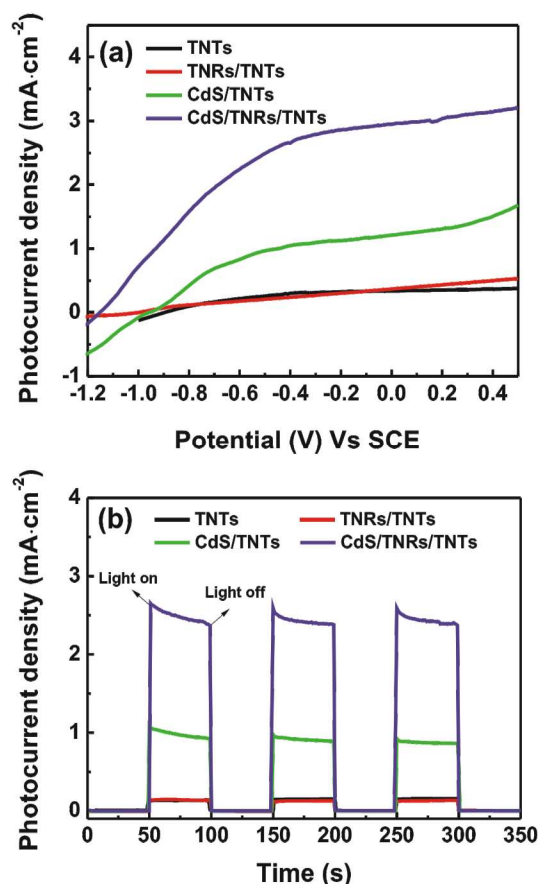 (a)
TNTs
TNRs/TNTs
CdS/TNTs
CdS/TNRs/TNTs
Photocurrent density (mA·cm-2)
4
3
2
1
0
-1
-1.2 -1.0 -0.8 -0.6 -0.4 -0.2 0.0 0.2 0.4
Potential (V) Vs SCE
(b)
TNTs TNRs/TNTs
CdS/TNTs CdS/TNRs/TNTs
Light on
Light off
Photocurrent density (mA·cm-2)
4
3
2
1
0
0 50 100 150 200 250 300 350
Time (s)